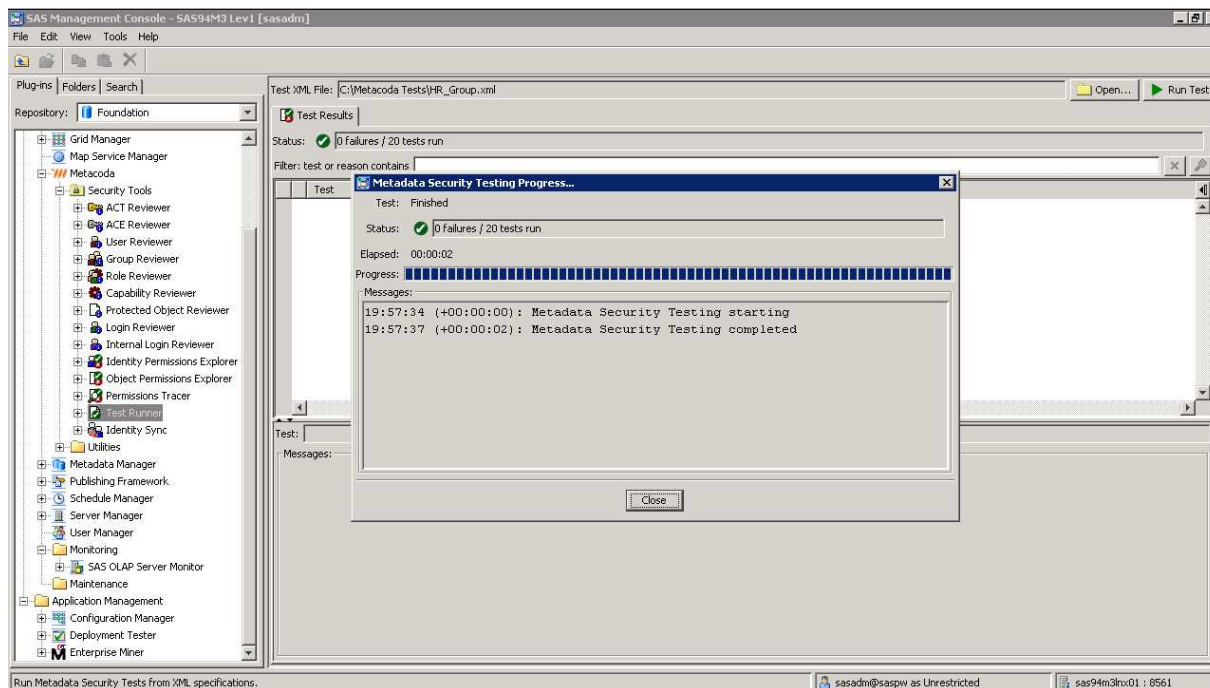 SAS Management Console - SAS94M3 Lev1 [sasadm]
File Edit View Tools Help
Plug-ins Folders Search
Repository: Foundation
Grid Manager
Map Service Manager
Metacoda
Security Tools
ACT Reviewer
ACE Reviewer
User Reviewer
Group Reviewer
Role Reviewer
Capability Reviewer
Protected Object Reviewer
Login Reviewer
Internal Login Reviewer
Identity Permissions Explorer
Object Permissions Explorer
Permissions Tracer
Test Runner
Identity Sync
Utilities
Metadata Manager
Publishing Framework
Schedule Manager
Server Manager
User Manager
Monitoring
SAS OLAP Server Monitor
Maintenance
Application Management
Configuration Manager
Deployment Tester
Enterprise Miner
Test XML File: C:\Metacoda Tests\HR_Group.xml Open... Run Test
Test Results
Status: 0 failures / 20 tests run
Filter: test or reason contains
Test
Test:
Messages:
Metadata Security Testing Progress...
Test: Finished
Status: 0 failures / 20 tests run
Elapsed: 00:00:02
Progress:
Messages:
19:57:34 (+00:00:00): Metadata Security Testing starting
19:57:37 (+00:00:02): Metadata Security Testing completed
Close
Run Metadata Security Tests from XML specifications.
sasadm@saspw as Unrestricted
sas94m3lnx01 : 8561